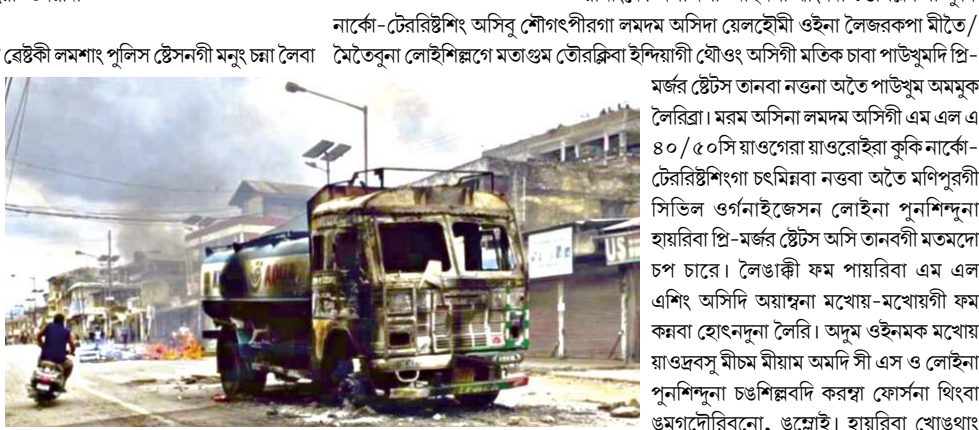 নার্কো-টেররিষ্টশিং অসিবু শৌগৎপীরগা লমদম অসিদা য়েলহৌমী ওইনা লৈজরকপা মীতৈ/
রেষ্টকী লমশাং পুলিস ষ্টেসনগী মনুং চন্না লৈবা
মৈতৈবুনা লোইশিল্লগে মতাগুম তৌরক্লিবা ইন্দিয়াগী থৌওং অসিগী মতিক চাবা পাউখুমদি প্রি-
মর্জর ষ্টেটস তানবা নত্তনা অতৈ পাউখুম অমমুক
লৈরিব্রা। মরম অসিনা লমদম অসিগী এম এল এ
৪০/৫০সি য়াওগেরা য়াওরোইরা কুকি নার্কো-
টেররিষ্টশিংগা চৎমিন্নবা নত্তবা অতৈ মণিপুরগী
সিভিল ওর্গনাইজেসন লোইনা পুনশিন্দুনা
হায়রিবা প্রি-মর্জর ষ্টেটস অসি তানবগী মতমদো
চপ চারে। লৈঙাক্কী ফম পায়রিবা এম এল
এশিং অসিদি অয়াম্বনা মখোয়-মখোয়গী ফম
কন্নবা হোৎনদুনা লৈরি। অদুম ওইনমক মখোয়
য়াওদ্রবসু মীচম মীয়াম অমদি সী এস ও লোইনা
পুনশিন্দুনা চঙশিল্লবদি করম্বা ফোর্সনা থিংবা
ঙমগদৌরিবনো, ঙম্লোই। হায়রিবা খোঙথাং